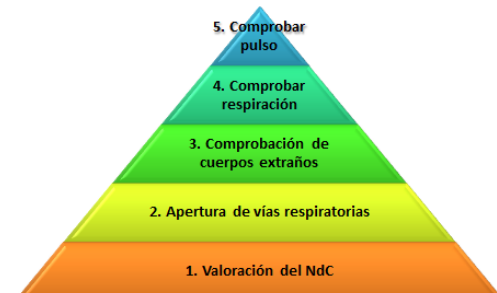 5. Comprobar
pulso
4. Comprobar
respiración
3. Comprobación de
cuerpos extraños
2. Apertura de vías respiratorias
1. Valoración del NdC